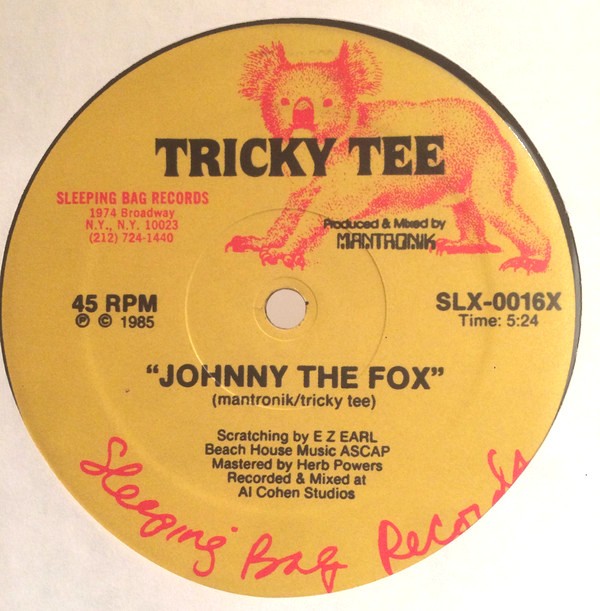 TRICKY TEE
SLEEPING BAG RECORDS
1974 Broadway
N.Y., N.Y. 10023
(212) 724-1440
Produced & Mixed by
MANTRONIK
45 RPM
℗ © 1985
SLX-0016X
Time: 5:24
"JOHNNY THE FOX"
(mantronik/tricky tee)
Scratching by E Z EARL
Beach House Music ASCAP
Mastered by Herb Powers
Recorded & Mixed at
Al Cohen Studios
Sleeping Bag Records